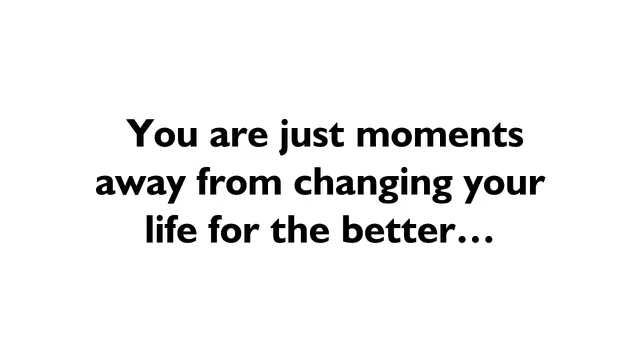 You are just moments
away from changing your
life for the better…